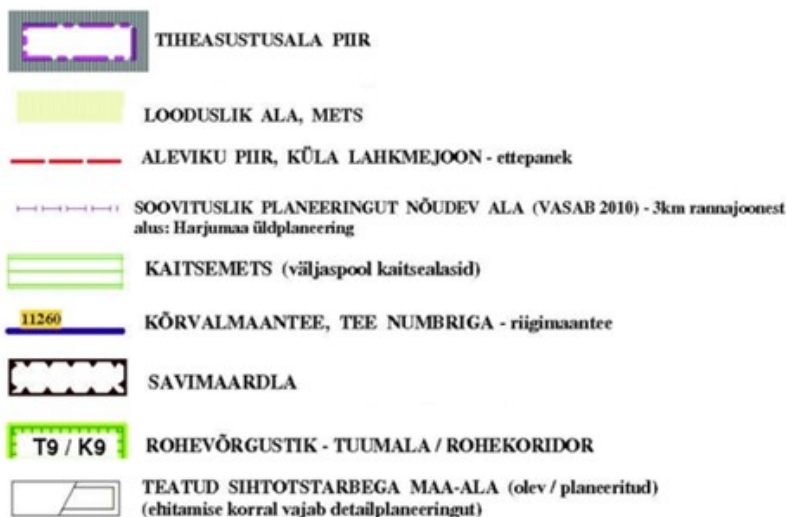 TIHEASUSTUSALA PIIR
LOODUSLIK ALA, METS
ALEVIKU PIIR, KÜLA LAHKMEJOON - ettepanek
SOOVITUSLIK PLANEERINGUT NÕUDEV ALA (VASAB 2010) - 3km rannajoonest
alus: Harjumaa üldplaneering
KAITSEMETS (väljaspool kaitsealasid)
11260 KÕRVALMAANTEE, TEE NUMBRIGA - riigimaantee
SAVIMAARDLA
T9 / K9 ROHEVÕRGUSTIK - TUUMALA / ROHEKORIDOR
TEATUD SIHTOTSTARBEGA MAA-ALA (olev / planeeritud)
(ehitamise korral vajab detailplaneeringut)